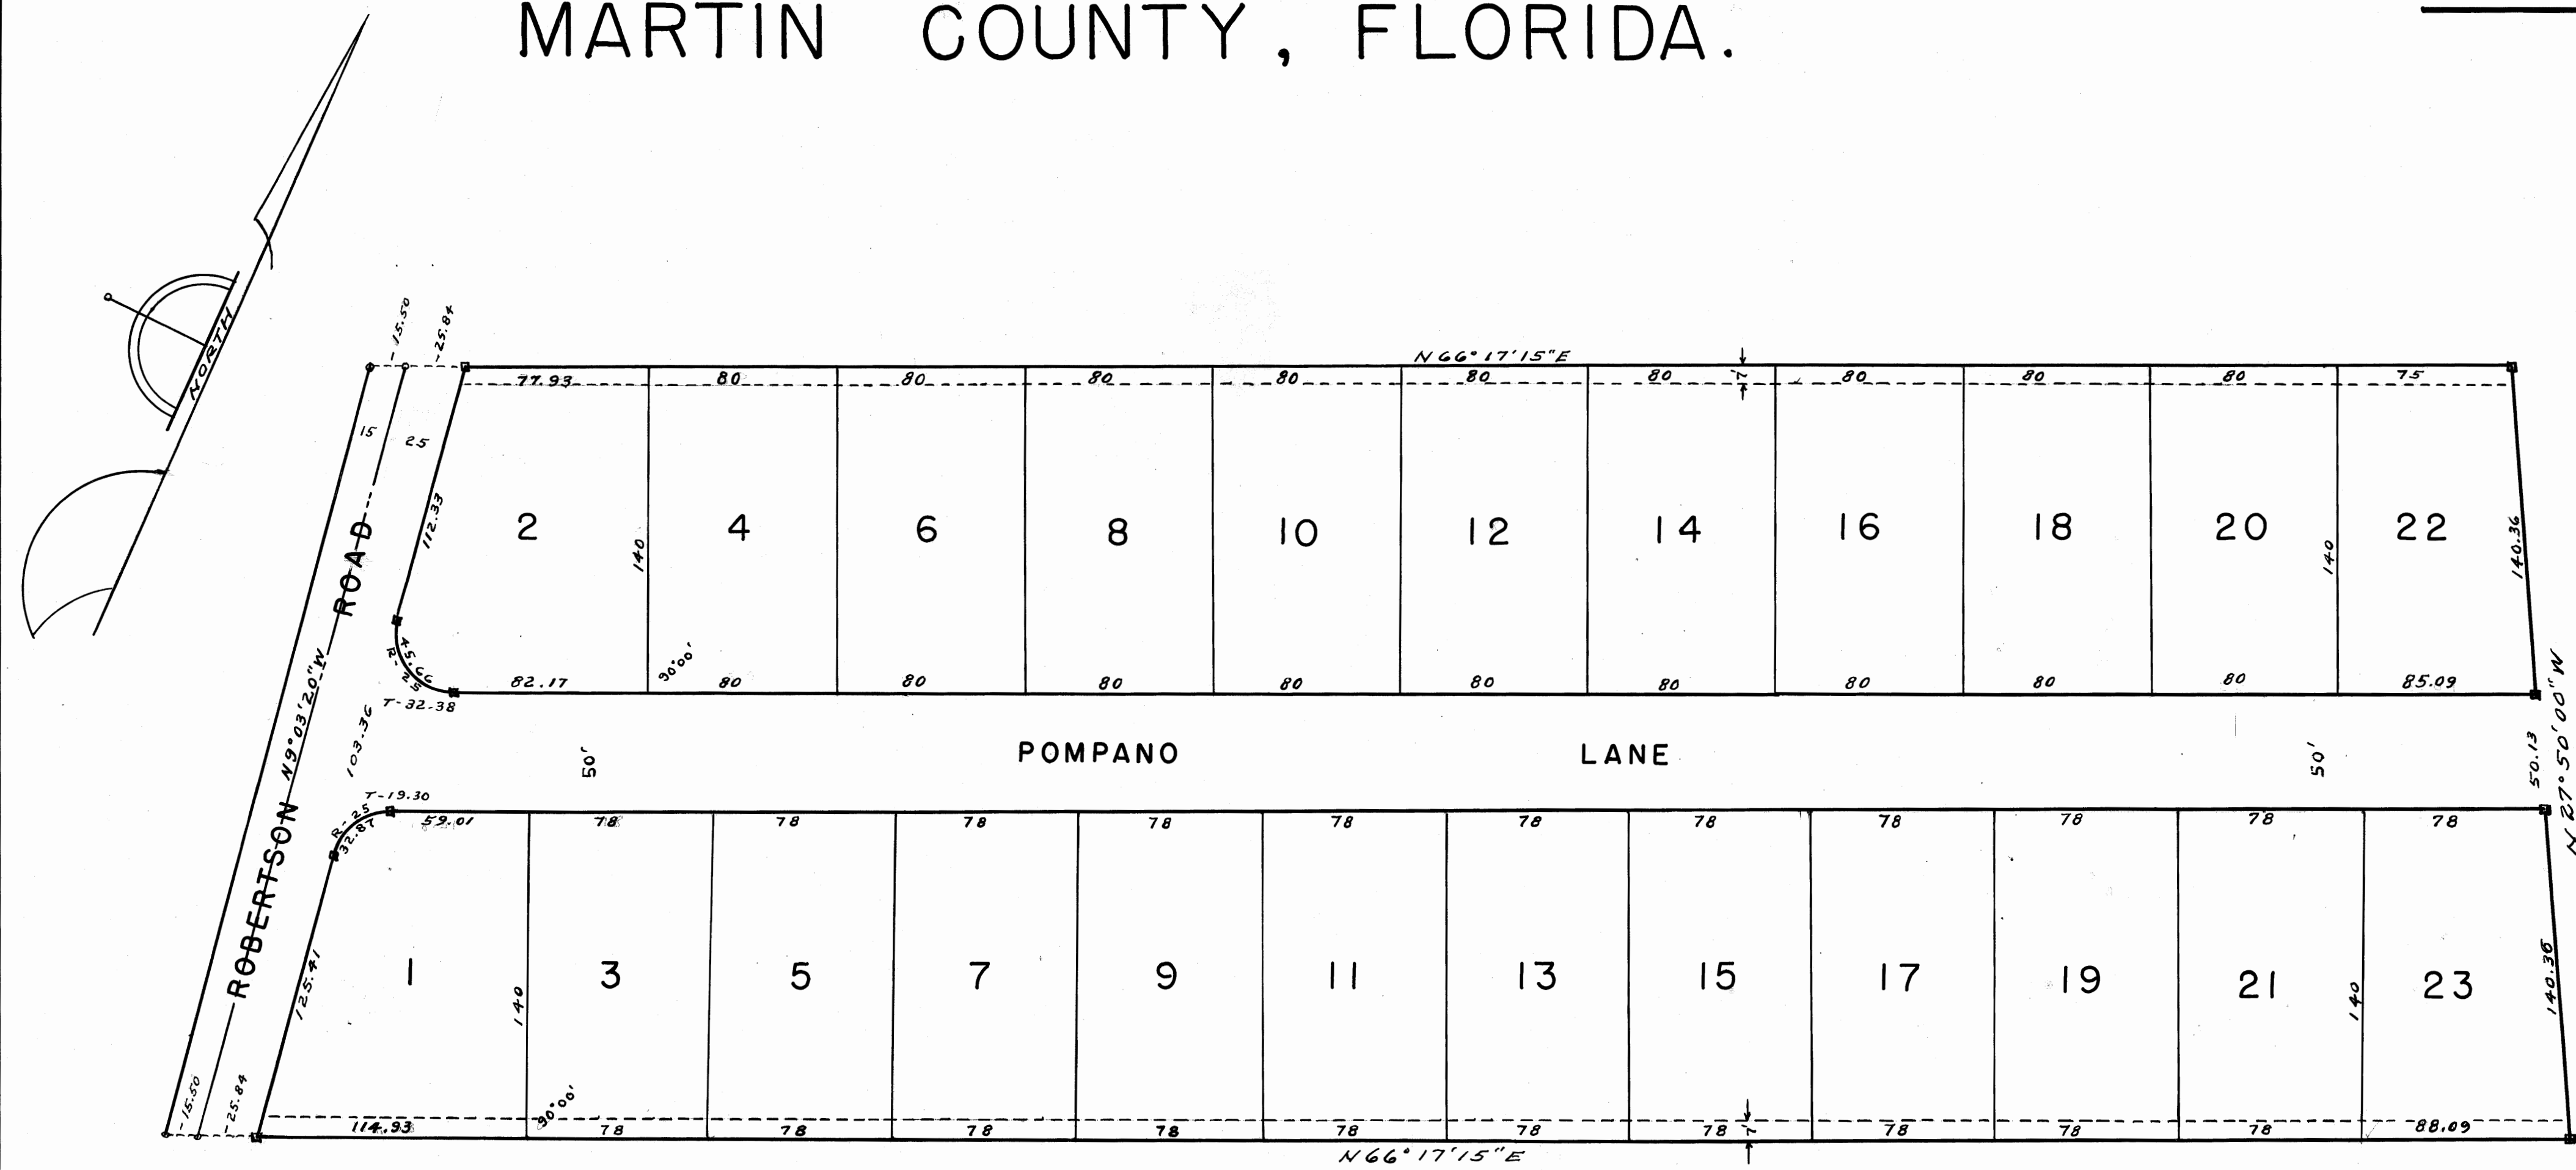 MARTIN COUNTY, FLORIDA.
NORTH
15.50
25.84
N 66° 17' 15" E
77.93 80 80 80 80 80 80 7' 80 80 80 75
15 25
112.33
2 4 6 8 10 12 14 16 18 20 22
140 140 140.36
ROBERTSON N 9° 03' 20" W ROAD
45.66
R-25
90°00'
82.17 80 80 80 80 80 80 80 80 80 85.09
T-32.38
103.36
50' POMPANO LANE 50'
50.13
N 27° 50' 00" W
T-19.30
R-25
32.87
59.01 78 78 78 78 78 78 78 78 78 78 78
125.41
1 3 5 7 9 11 13 15 17 19 21 23
140 140 140.36
15.50
25.84
90°00'
114.93 78 78 78 78 78 78 78 7' 78 78 78 88.09
N 66° 17' 15" E